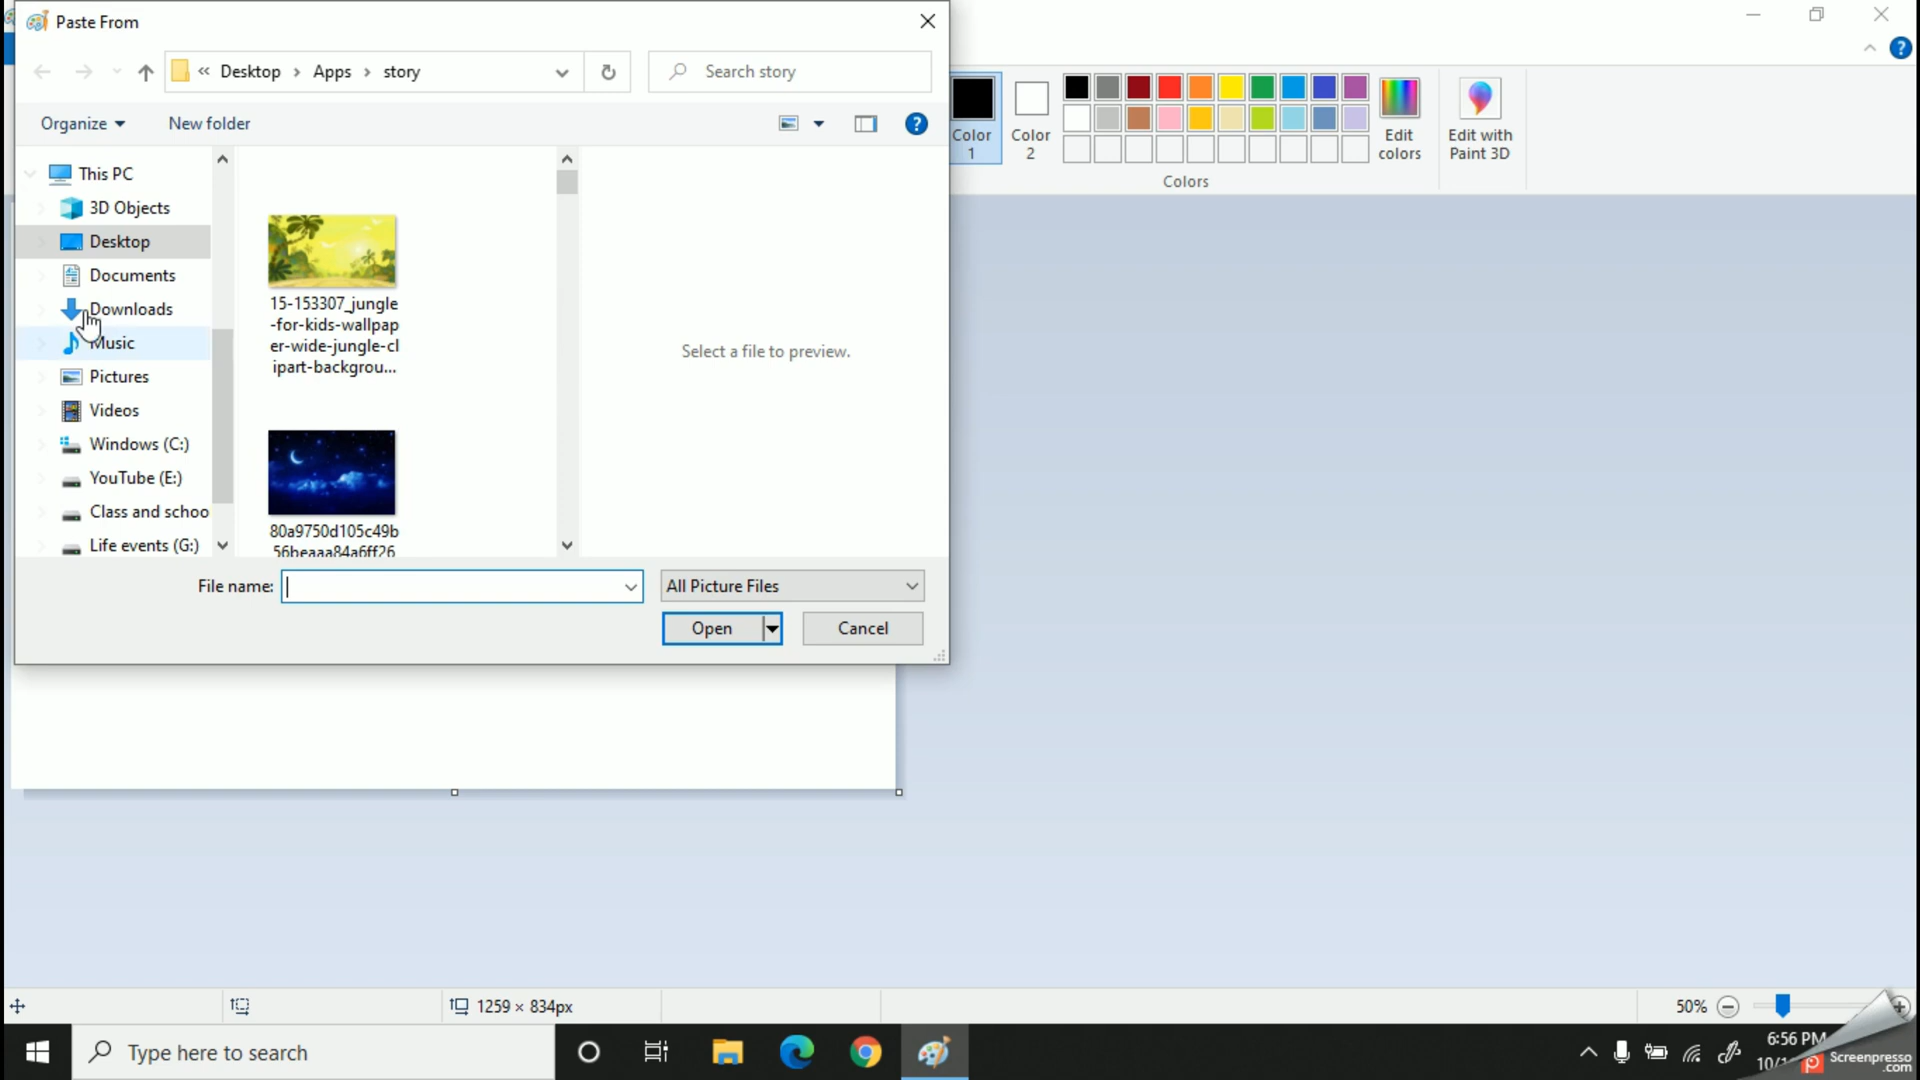 Paste From
« Desktop › Apps › story
Search story
Organize
New folder
This PC
3D Objects
Desktop
Documents
Downloads
Music
Pictures
Videos
Windows (C:)
YouTube (E:)
Class and schoo
Life events (G:)
15-153307_jungle
-for-kids-wallpap
er-wide-jungle-cl
ipart-backgrou...
80a9750d105c49b
56beaaa84a6ff26
Select a file to preview.
File name:
All Picture Files
Open
Cancel
Color
1
Color
2
Edit
colors
Edit with
Paint 3D
Colors
1259 × 834px
50%
Type here to search
6:56 PM
Screenpresso
.com